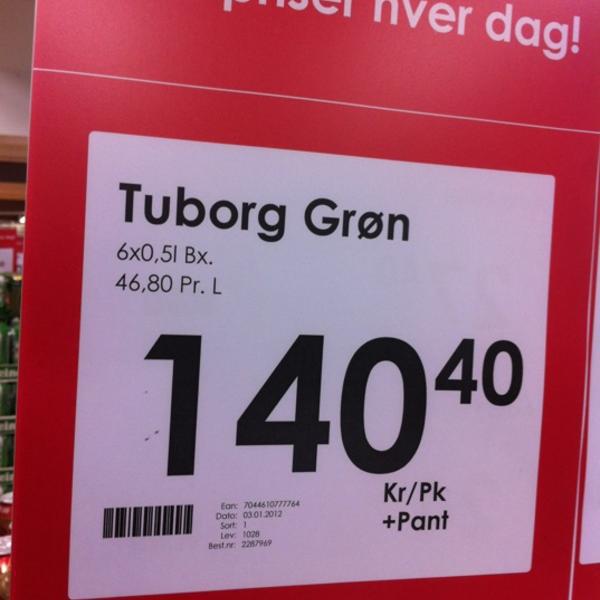 priser hver dag!
Tuborg Grøn
6x0,5l Bx.
46,80 Pr. L
140 40
Kr/Pk
+Pant
Ean: 7044610777764
Dato: 03.01.2012
Sort: 1
Lev: 1028
Best.nr: 2287969